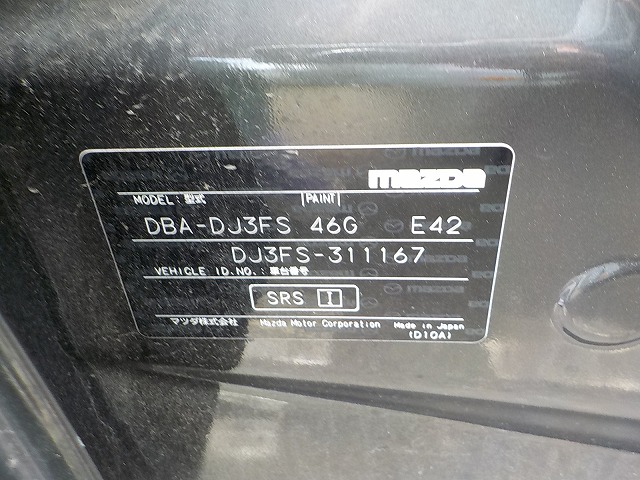 mazda
MODEL:型式 PAINT
DBA-DJ3FS 46G E42
DJ3FS-311167
VEHICLE ID.NO.:車台番号
SRS I
マツダ株式会社 Mazda Motor Corporation Made in Japan
(D10A)